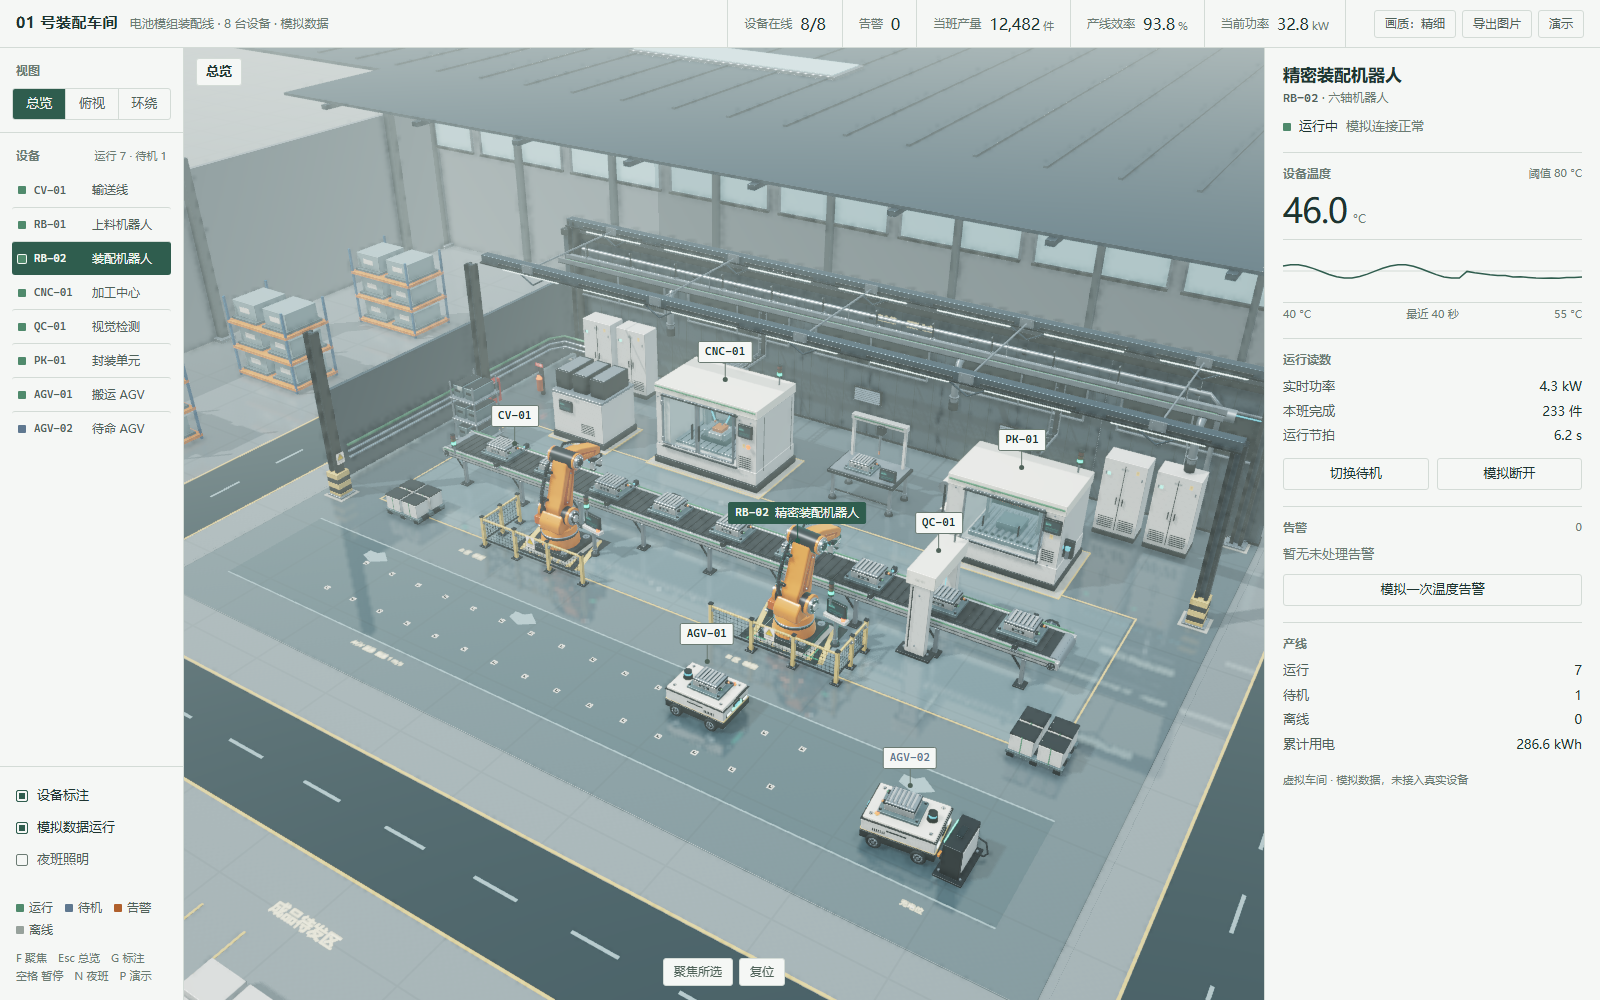 01 号装配车间 电池模组装配线 · 8 台设备 · 模拟数据
设备在线 8/8
告警 0
当班产量 12,482 件
产线效率 93.8 %
当前功率 32.8 kW
画质：精细
导出图片
演示
视图
总览 俯视 环绕
设备 运行 7 · 待机 1
CV-01 输送线
RB-01 上料机器人
RB-02 装配机器人
CNC-01 加工中心
QC-01 视觉检测
PK-01 封装单元
AGV-01 搬运 AGV
AGV-02 待命 AGV
设备标注
模拟数据运行
夜班照明
运行 待机 告警
离线
F 聚焦 Esc 总览 G 标注
空格 暂停 N 夜班 P 演示
总览
CNC-01
CV-01
PK-01
RB-02 精密装配机器人
QC-01
AGV-01
AGV-02
成品待发区
聚焦所选 复位
精密装配机器人
RB-02 · 六轴机器人
运行中 模拟连接正常
设备温度 阈值 80 °C
46.0 °C
40 °C 最近 40 秒 55 °C
运行读数
实时功率 4.3 kW
本班完成 233 件
运行节拍 6.2 s
切换待机 模拟断开
告警 0
暂无未处理告警
模拟一次温度告警
产线
运行 7
待机 1
离线 0
累计用电 286.6 kWh
虚拟车间 · 模拟数据，未接入真实设备